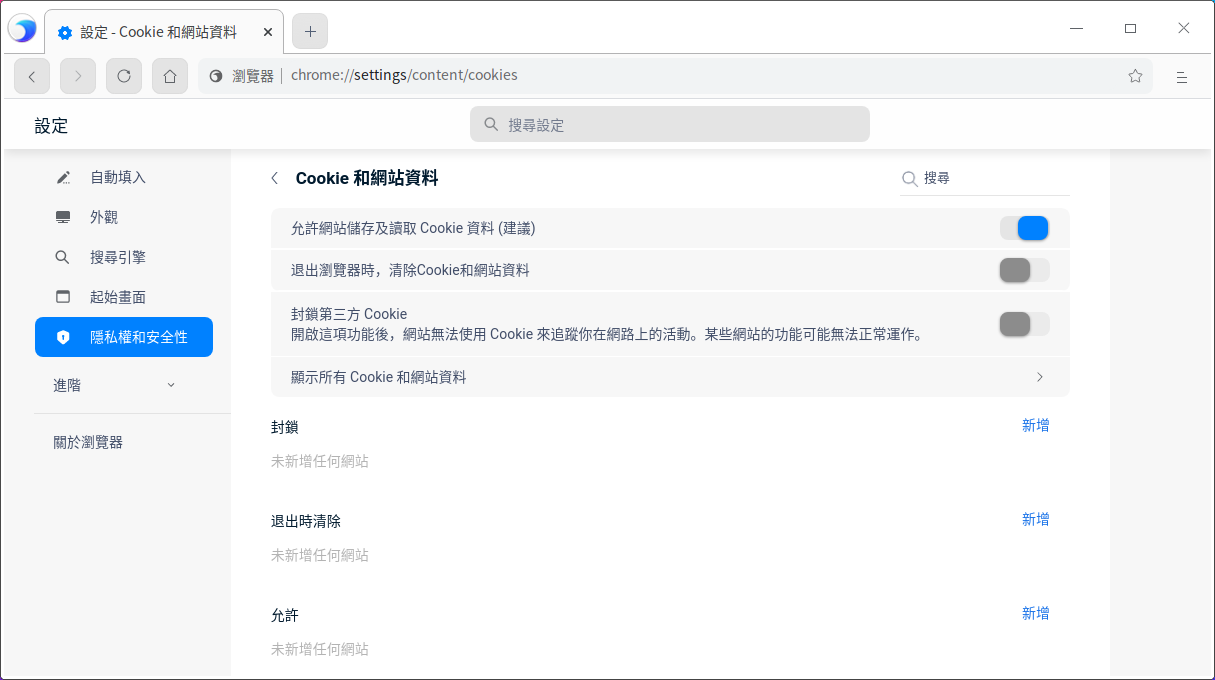 設定 - Cookie 和網站資料
瀏覽器 | chrome://settings/content/cookies
設定
搜尋設定
自動填入
外觀
搜尋引擎
起始畫面
隱私權和安全性
進階
關於瀏覽器
Cookie 和網站資料
搜尋
允許網站儲存及讀取 Cookie 資料 (建議)
退出瀏覽器時，清除Cookie和網站資料
封鎖第三方 Cookie
開啟這項功能後，網站無法使用 Cookie 來追蹤你在網路上的活動。某些網站的功能可能無法正常運作。
顯示所有 Cookie 和網站資料
封鎖
新增
未新增任何網站
退出時清除
新增
未新增任何網站
允許
新增
未新增任何網站